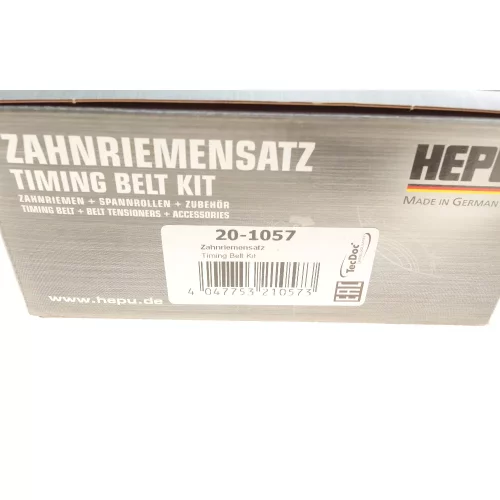 ZAHNRIEMENSATZ
TIMING BELT KIT
ZAHNRIEMEN + SPANNROLLEN + ZUBEHÖR
TIMING BELT + BELT TENSIONERS + ACCESSORIES
HEPU
MADE IN GERMAN
20-1057
Zahnriemensatz
Timing Belt Kit
4 047753 210573
TecDoc
EAC
www.hepu.de